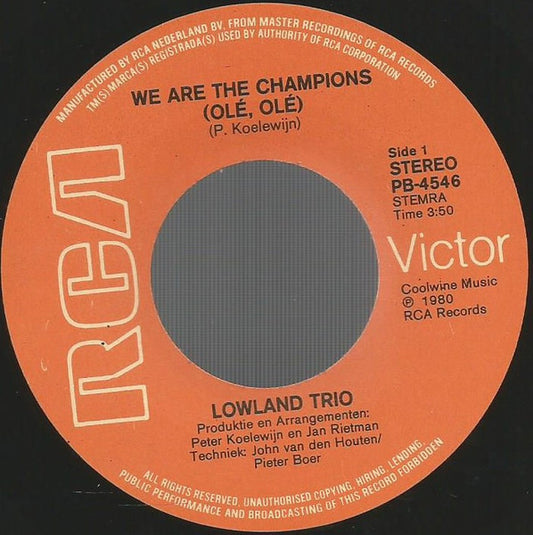 MANUFACTURED BY RCA NEDERLAND BV, FROM MASTER RECORDINGS OF RCA RECORDS
TM(S) MARCA(S) REGISTRADA(S) USED BY AUTHORITY OF RCA CORPORATION
WE ARE THE CHAMPIONS
(OLÉ, OLÉ)
(P. Koelewijn)
RCA
Side 1
STEREO
PB-4546
STEMRA
Time 3:50
Victor
Coolwine Music
℗ 1980
RCA Records
LOWLAND TRIO
Produktie en Arrangementen:
Peter Koelewijn en Jan Rietman
Techniek: John van den Houten/
Pieter Boer
ALL RIGHTS RESERVED, UNAUTHORISED COPYING, HIRING, LENDING,
PUBLIC PERFORMANCE AND BROADCASTING OF THIS RECORD FORBIDDEN